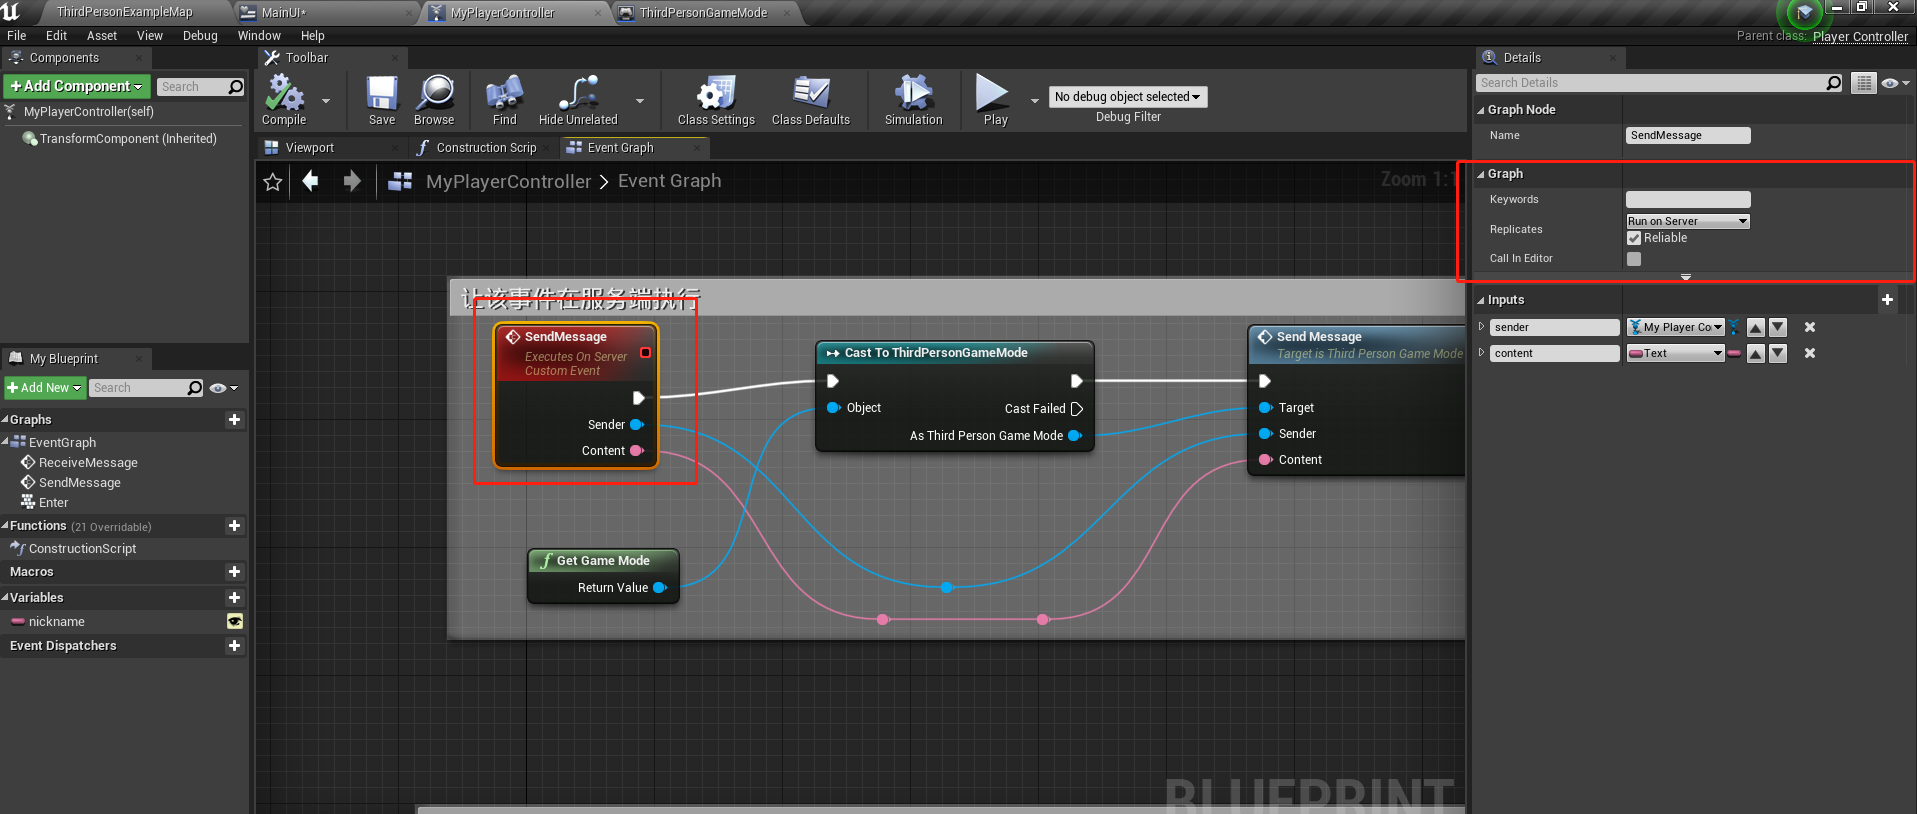 ThirdPersonExampleMap
MainUI*
MyPlayerController
ThirdPersonGameMode
File Edit Asset View Debug Window Help
Parent class: Player Controller
Components
Toolbar
Details
+Add Component
Search
Search Details
MyPlayerController(self)
TransformComponent (Inherited)
Compile
Save
Browse
Find
Hide Unrelated
Class Settings
Class Defaults
Simulation
Play
No debug object selected
Debug Filter
Graph Node
Name SendMessage
Viewport
Construction Scrip
Event Graph
MyPlayerController > Event Graph
Zoom 1:1
Graph
Keywords
Replicates Run on Server
Reliable
Call In Editor
Inputs
sender My Player Co
content Text
让该事件在服务端执行
SendMessage
Executes On Server
Custom Event
Sender
Content
Cast To ThirdPersonGameMode
Object
Cast Failed
As Third Person Game Mode
Send Message
Target is Third Person Game Mode
Target
Sender
Content
Get Game Mode
Return Value
My Blueprint
+Add New
Search
Graphs
EventGraph
ReceiveMessage
SendMessage
Enter
Functions (21 Overridable)
ConstructionScript
Macros
Variables
nickname
Event Dispatchers
BLUEPRINT